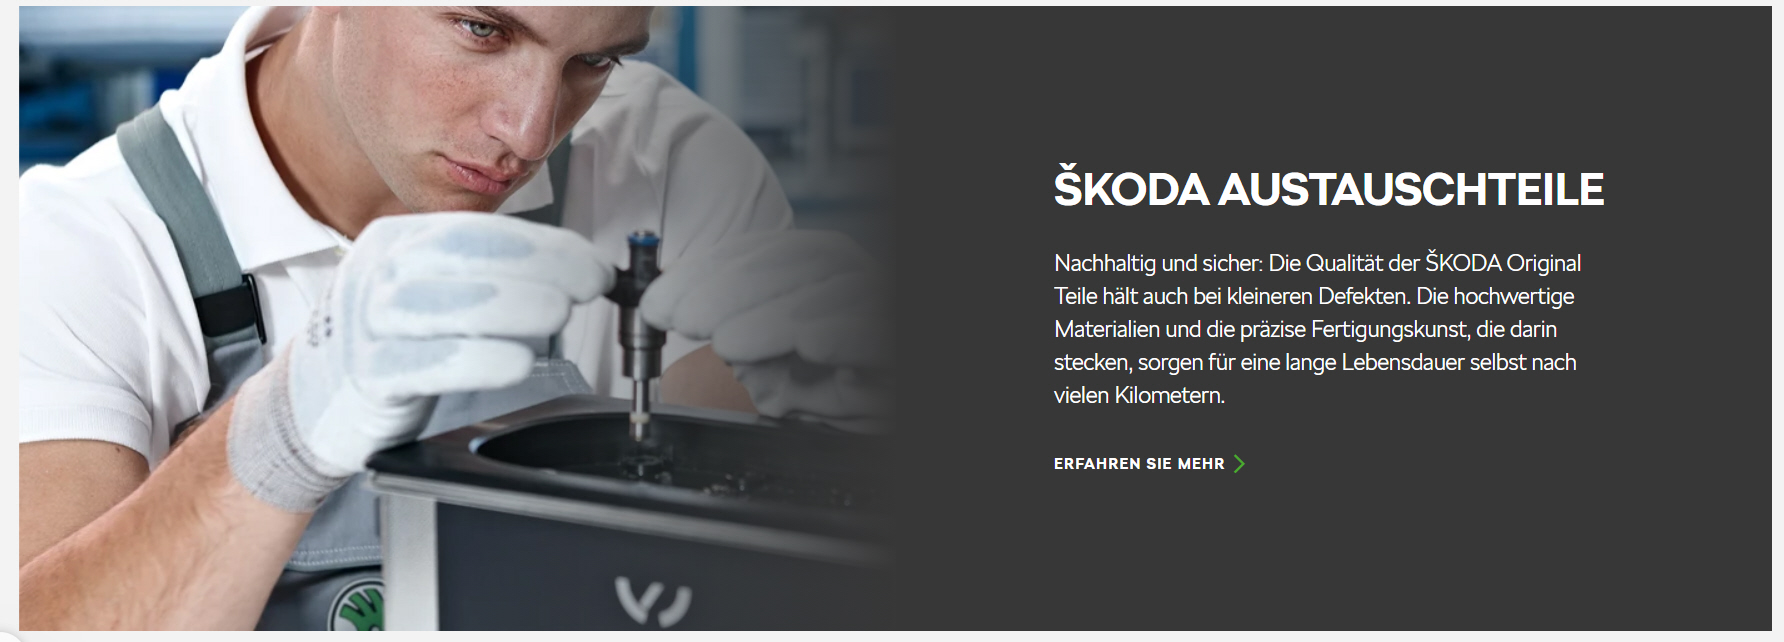 ŠKODA AUSTAUSCHTEILE
Nachhaltig und sicher: Die Qualität der ŠKODA Original
Teile hält auch bei kleineren Defekten. Die hochwertige
Materialien und die präzise Fertigungskunst, die darin
stecken, sorgen für eine lange Lebensdauer selbst nach
vielen Kilometern.
ERFAHREN SIE MEHR